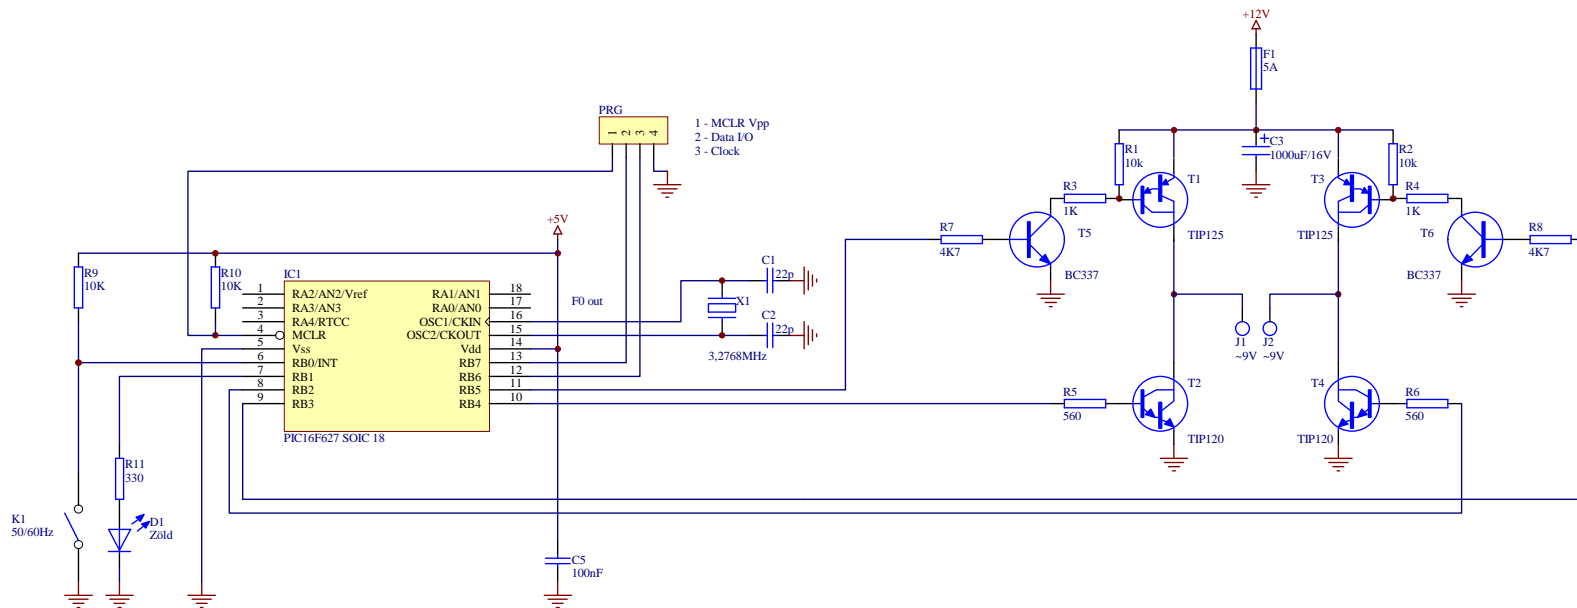 +12V
F1
5A
PRG
1 2 3 4
1 - MCLR Vpp
2 - Data I/O
3 - Clock
C3
1000uF/16V
R1
10k
R2
10k
R3
1K
T1
T3
R4
1K
TIP125
TIP125
R7
4K7
T5
BC337
T6
BC337
R8
4K7
+5V
R9
10K
R10
10K
IC1
1 RA2/AN2/Vref
2 RA3/AN3
3 RA4/RTCC
4 MCLR
5 Vss
6 RB0/INT
7 RB1
8 RB2
9 RB3
RA1/AN1 18
RA0/AN0 17
OSC1/CKIN 16
OSC2/CKOUT 15
Vdd 14
RB7 13
RB6 12
RB5 11
RB4 10
PIC16F627 SOIC 18
F0 out
C1
22p
X1
C2
22p
3,2768MHz
J1
~9V
J2
~9V
R5
560
T2
TIP120
T4
TIP120
R6
560
R11
330
K1
50/60Hz
D1
Zöld
C5
100nF